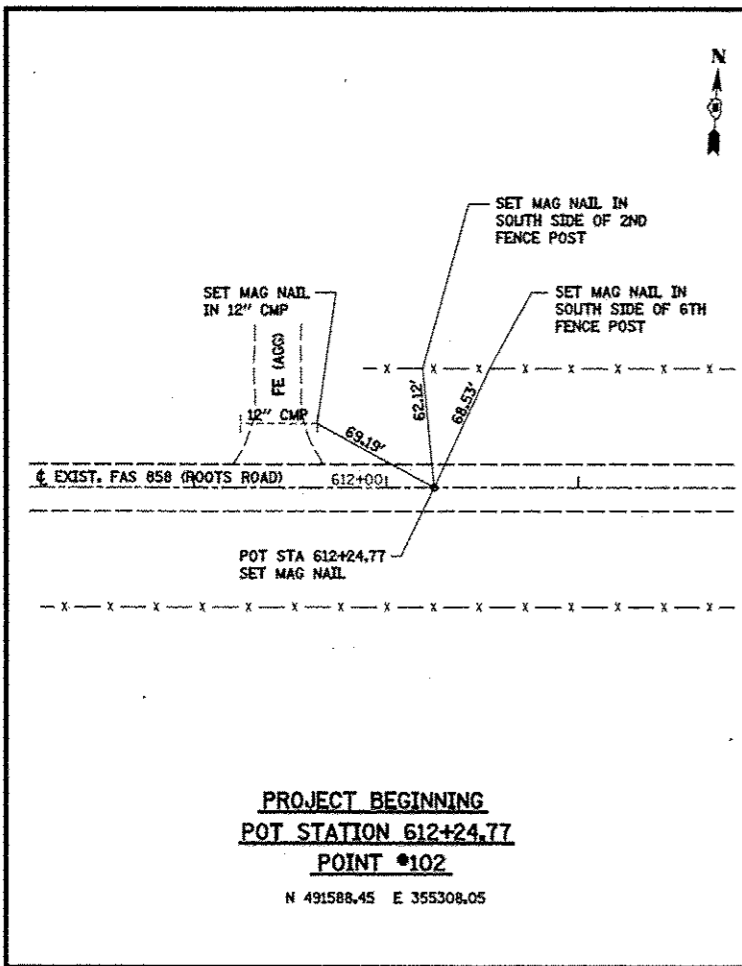 N
SET MAG NAIL IN
SOUTH SIDE OF 2ND
FENCE POST
SET MAG NAIL
IN 12" CMP
SET MAG NAIL IN
SOUTH SIDE OF 6TH
FENCE POST
FE (AGG)
X X X X X X X X
62.12'
68.53'
12" CMP
69.19'
℄ EXIST. FAS 858 (ROOTS ROAD) 612+00
POT STA 612+24.77
SET MAG NAIL
X X X X X X X X X X X X X X X
PROJECT BEGINNING
POT STATION 612+24.77
POINT #102
N 491588.45 E 355308.05